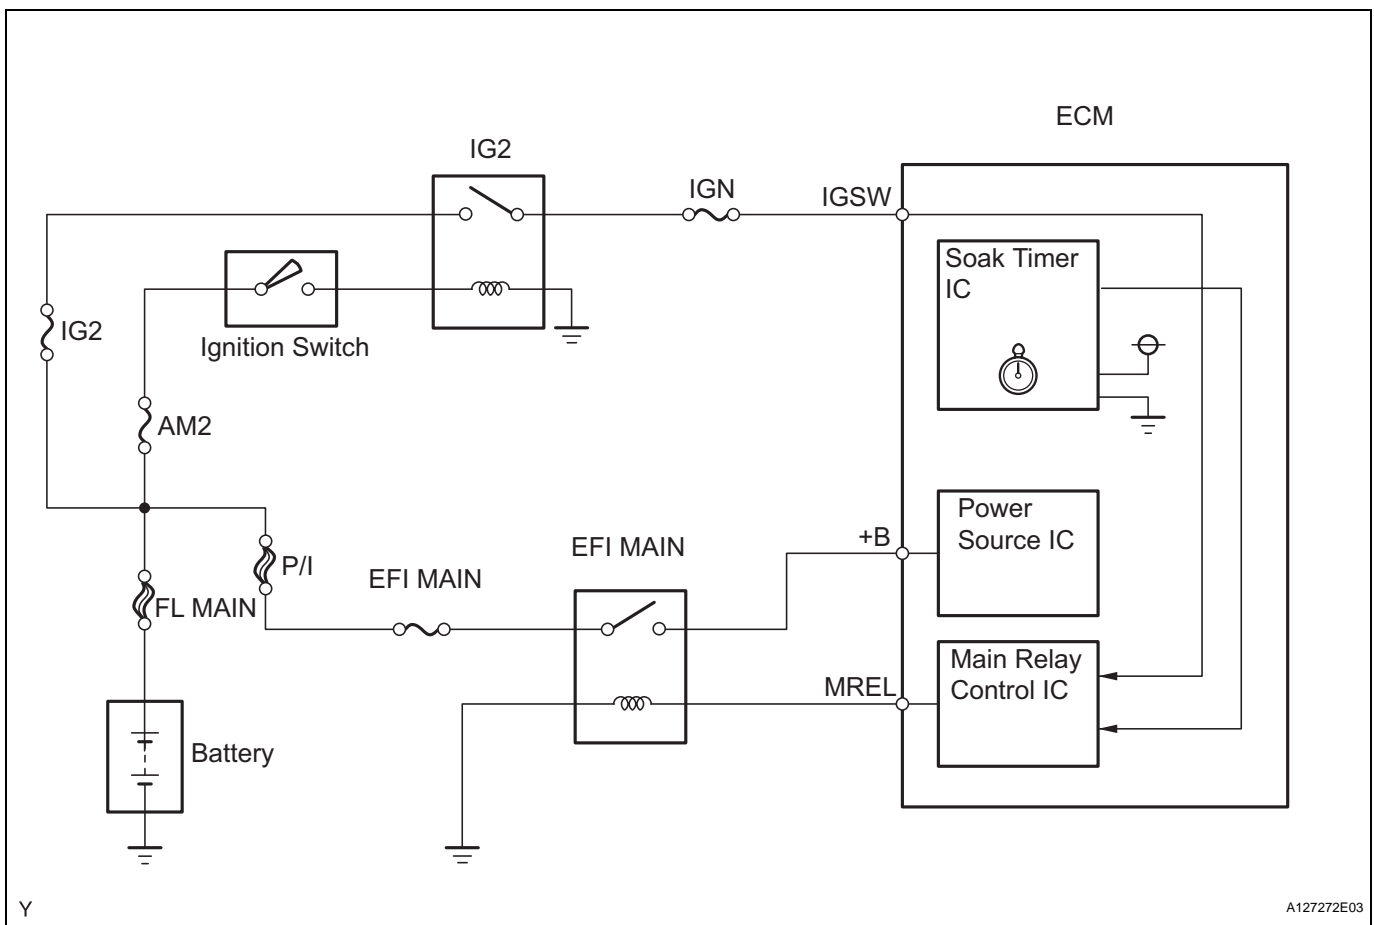 ECM
IG2
IGN
IGSW
Soak Timer
IC
IG2
Ignition Switch
AM2
Power
Source IC
+B
EFI MAIN
P/I
EFI MAIN
FL MAIN
Main Relay
Control IC
MREL
Battery
Y
A127272E03